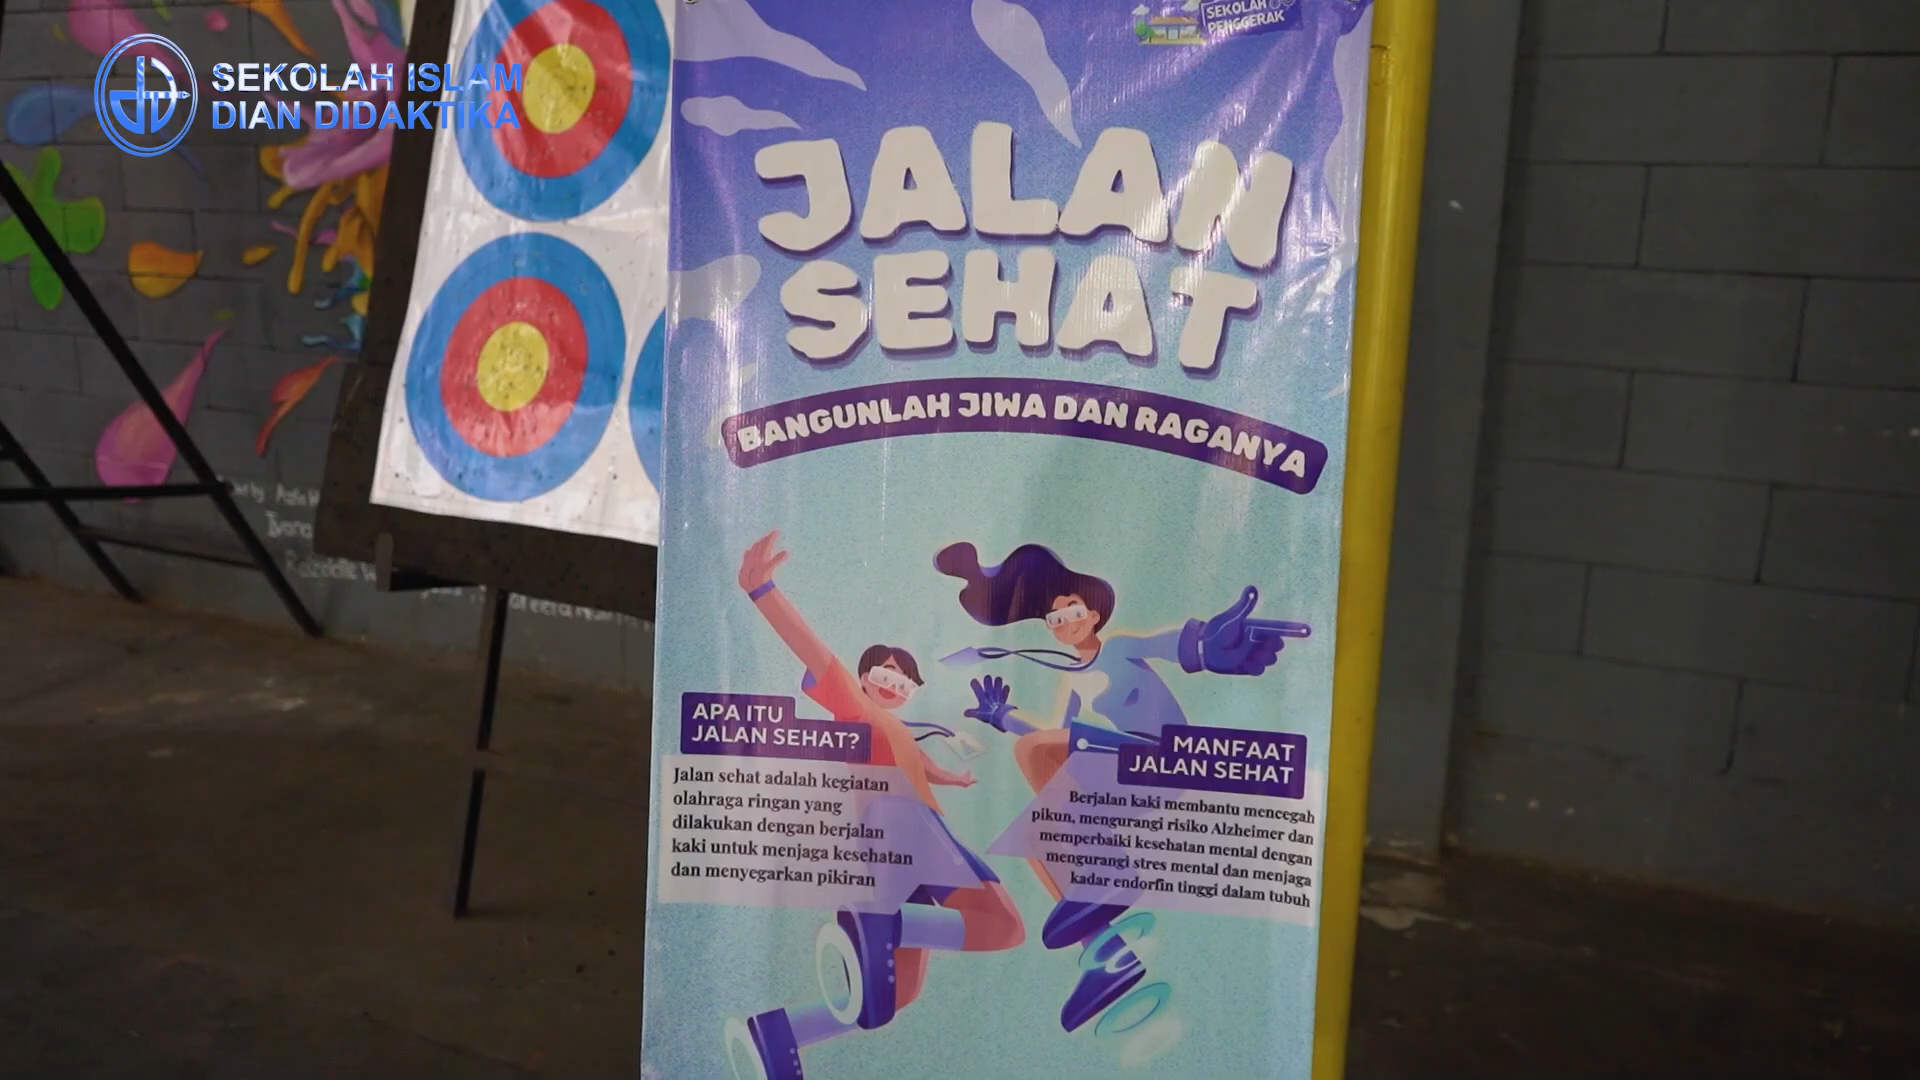 SEKOLAH ISLAM
DIAN DIDAKTIKA
SEKOLAH
PENGGERAK
JALAN
SEHAT
BANGUNLAH JIWA DAN RAGANYA
APA ITU
JALAN SEHAT?
Jalan sehat adalah kegiatan
olahraga ringan yang
dilakukan dengan berjalan
kaki untuk menjaga kesehatan
dan menyegarkan pikiran
MANFAAT
JALAN SEHAT
Berjalan kaki membantu mencegah
pikun, mengurangi risiko Alzheimer dan
memperbaiki kesehatan mental dengan
mengurangi stres mental dan menjaga
kadar endorfin tinggi dalam tubuh